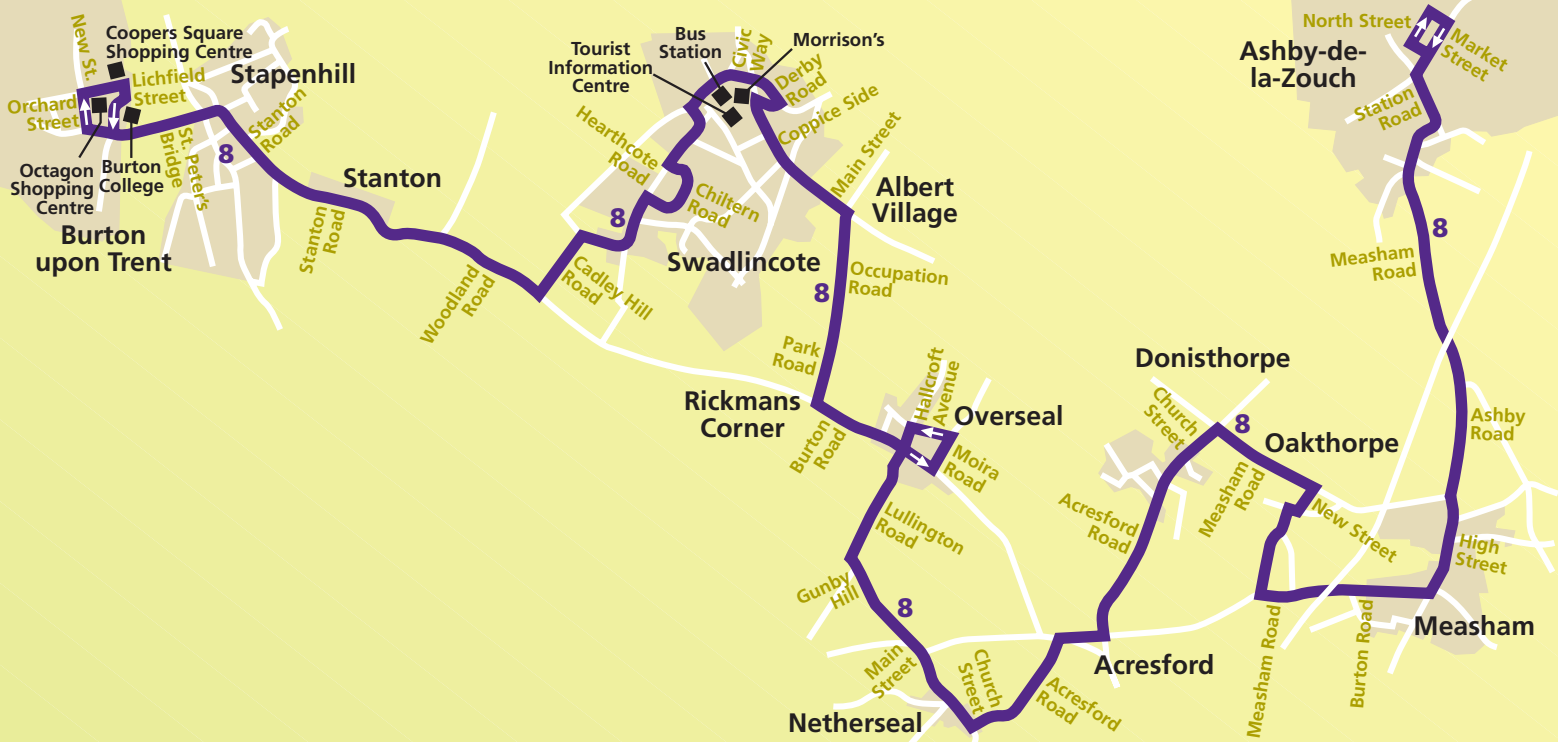 New St.
Coopers Square
Shopping Centre
Lichfield
Street
Orchard
Street
Octagon
Shopping
Centre
Burton
College
St. Peter's
Bridge
Burton
upon Trent
Stapenhill
Stanton
Road
8
Stanton
Stanton
Road
Woodland
Road
Cadley Hill
Road
8
Hearthcote
Road
Chiltern
Road
Swadlincote
Tourist
Information
Centre
Bus
Station
Civic
Way
Morrison's
Derby
Road
Coppice Side
Main Street
Albert
Village
Occupation
Road
8
Park
Road
Rickmans
Corner
Burton
Road
Hallcroft
Avenue
Overseal
Moira
Road
Lullington
Road
Gunby
Hill
8
Main
Street
Netherseal
Church
Street
Acresford
Road
Acresford
Acresford
Road
Church
Street
Donisthorpe
8
Oakthorpe
Measham
Road
New Street
Measham Road
Burton Road
Measham
High
Street
Ashby
Road
Measham
Road
8
Station
Road
Ashby-de-
la-Zouch
North Street
Market
Street